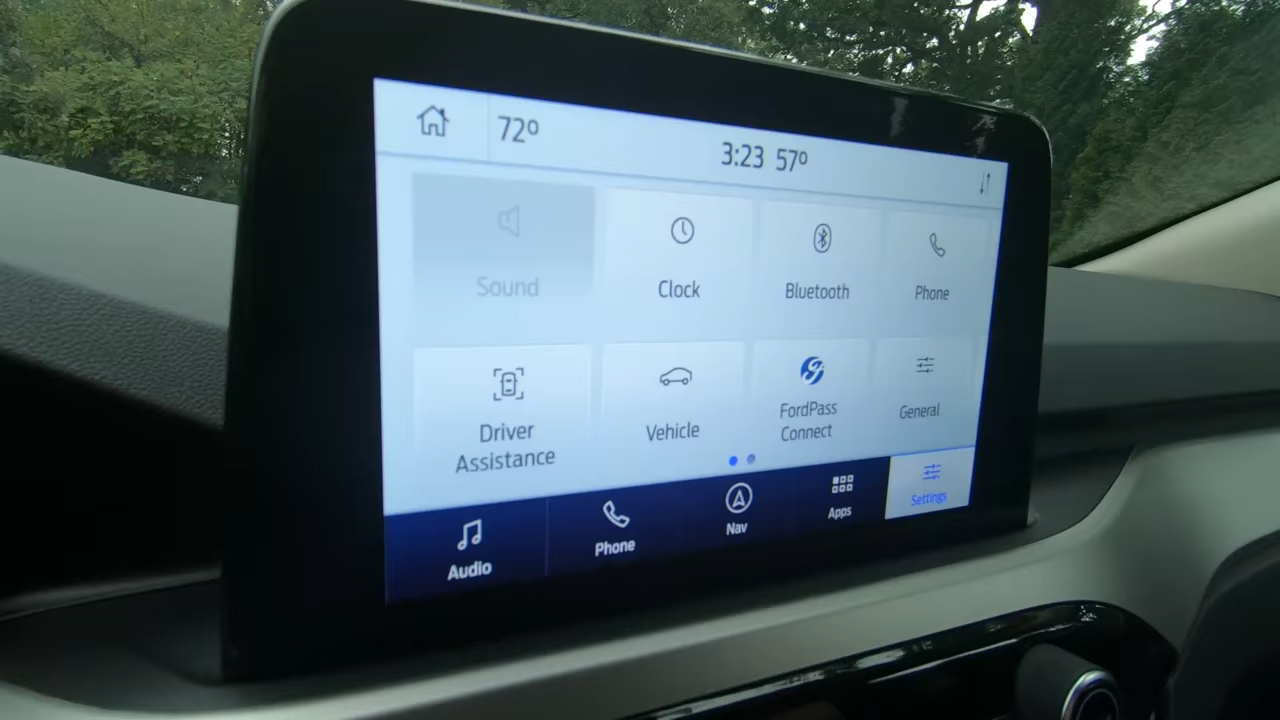 72º
3:23 57º
Sound
Clock
Bluetooth
Phone
Driver
Assistance
Vehicle
FordPass
Connect
General
Audio
Phone
Nav
Apps
Settings